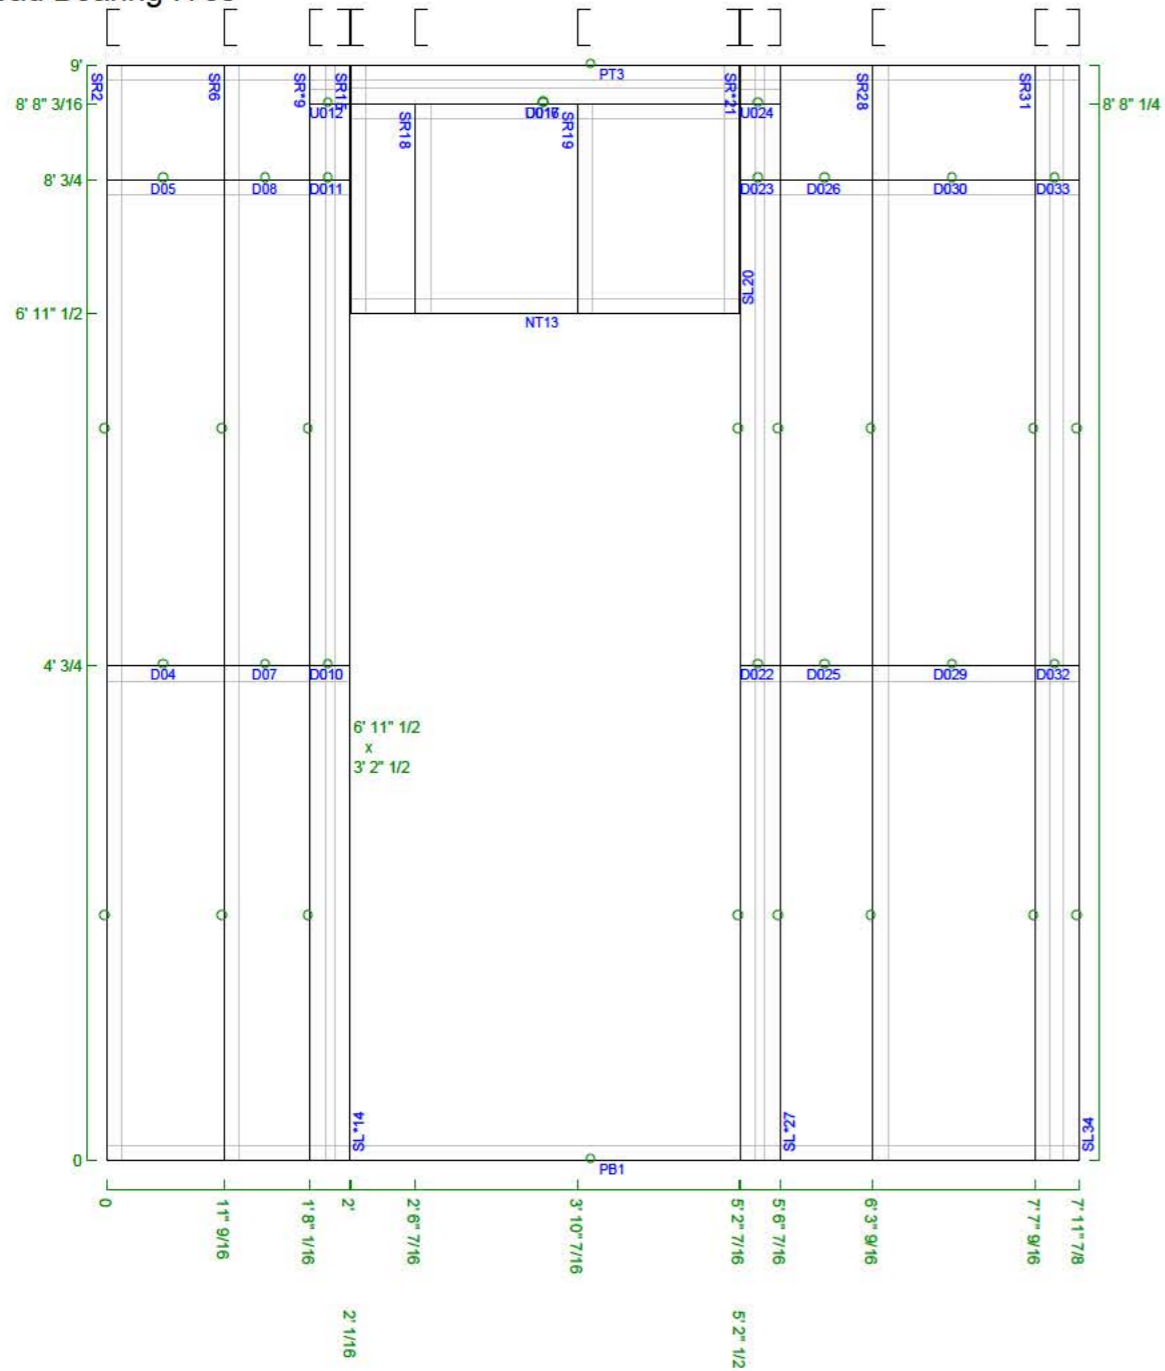 9'
SR2
SR6
SR*9
SR15
PT3
SR*21
SR28
SR31
8' 8" 3/16
8' 8" 1/4
U012
SR18
SR19
U024
8' 3/4
D05
D08
D011
D023
D026
D030
D033
SL20
6' 11" 1/2
NT13
4' 3/4
D04
D07
D010
D022
D025
D029
D032
6' 11" 1/2
x
3' 2" 1/2
SL*14
SL*27
SL34
0
PB1
0
11" 9/16
1' 8" 1/16
2'
2' 6" 7/16
3' 10" 7/16
5' 2" 7/16
5' 6" 7/16
6' 3" 9/16
7' 7" 9/16
7' 11" 7/8
2' 1/16
5' 2" 1/2